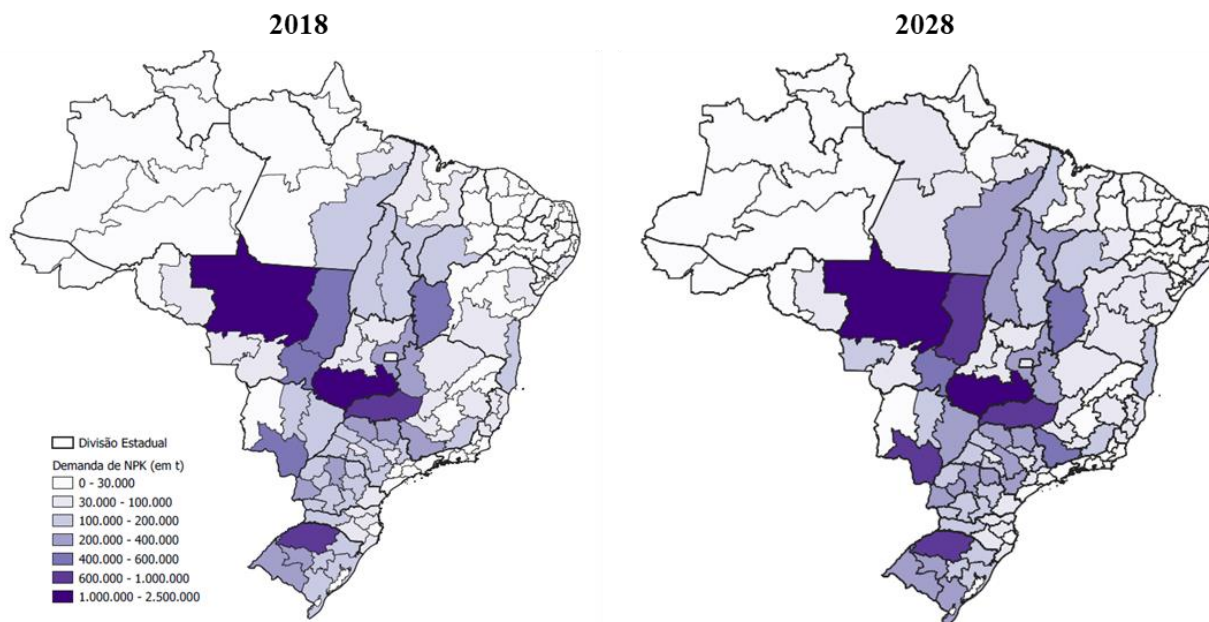 2018
2028
Divisão Estadual
Demanda de NPK (em t)
0 - 30.000
30.000 - 100.000
100.000 - 200.000
200.000 - 400.000
400.000 - 600.000
600.000 - 1.000.000
1.000.000 - 2.500.000